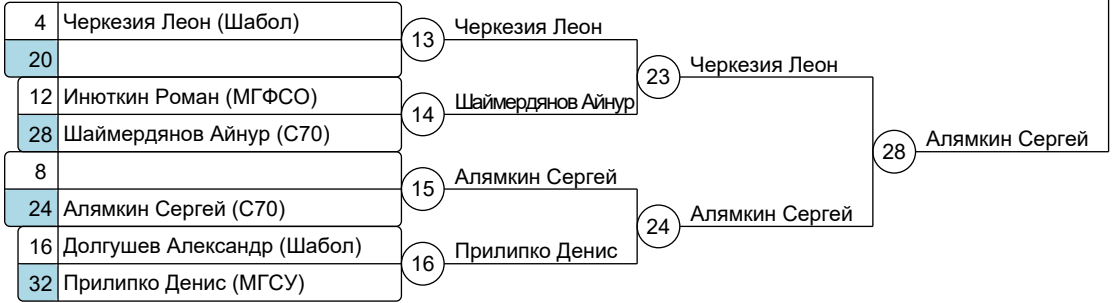 4 Черкезия Леон (Шабол)
13 Черкезия Леон
20
23 Черкезия Леон
12 Инюткин Роман (МГФСО)
14 Шаймердянов Айнур
28 Шаймердянов Айнур (С70)
28 Алямкин Сергей
8
15 Алямкин Сергей
24 Алямкин Сергей (С70)
24 Алямкин Сергей
16 Долгушев Александр (Шабол)
16 Прилипко Денис
32 Прилипко Денис (МГСУ)